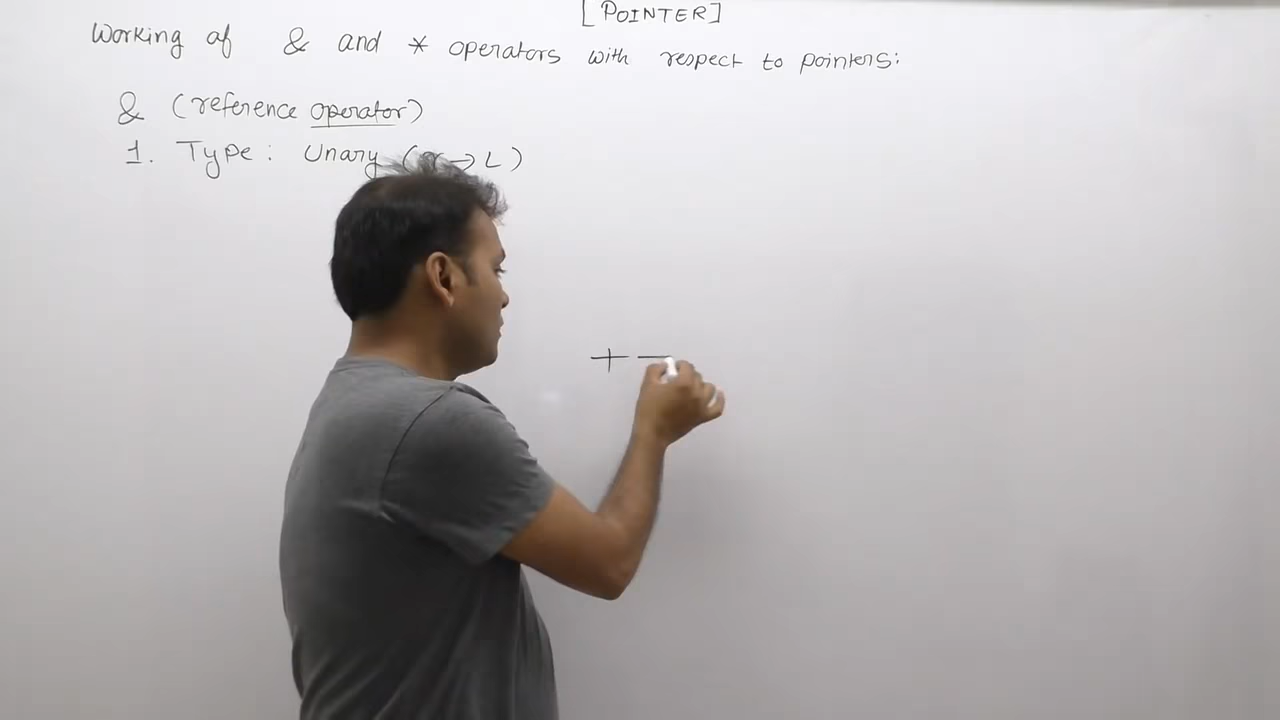 [POINTER]
Working of & and * operators with respect to pointers:
& (reference operator)
1. Type: Unary (R→L)
+ —